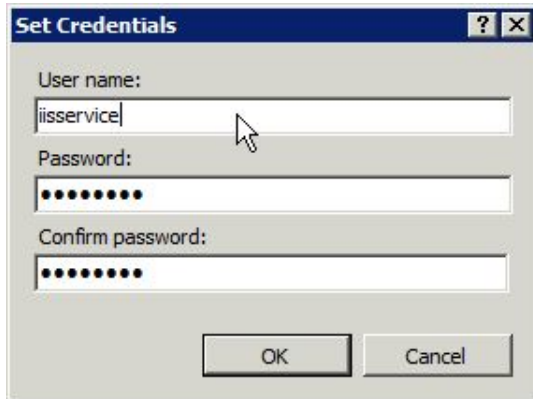 Set Credentials
User name:
iisservice
Password:
●●●●●●●●
Confirm password:
●●●●●●●●
OK Cancel